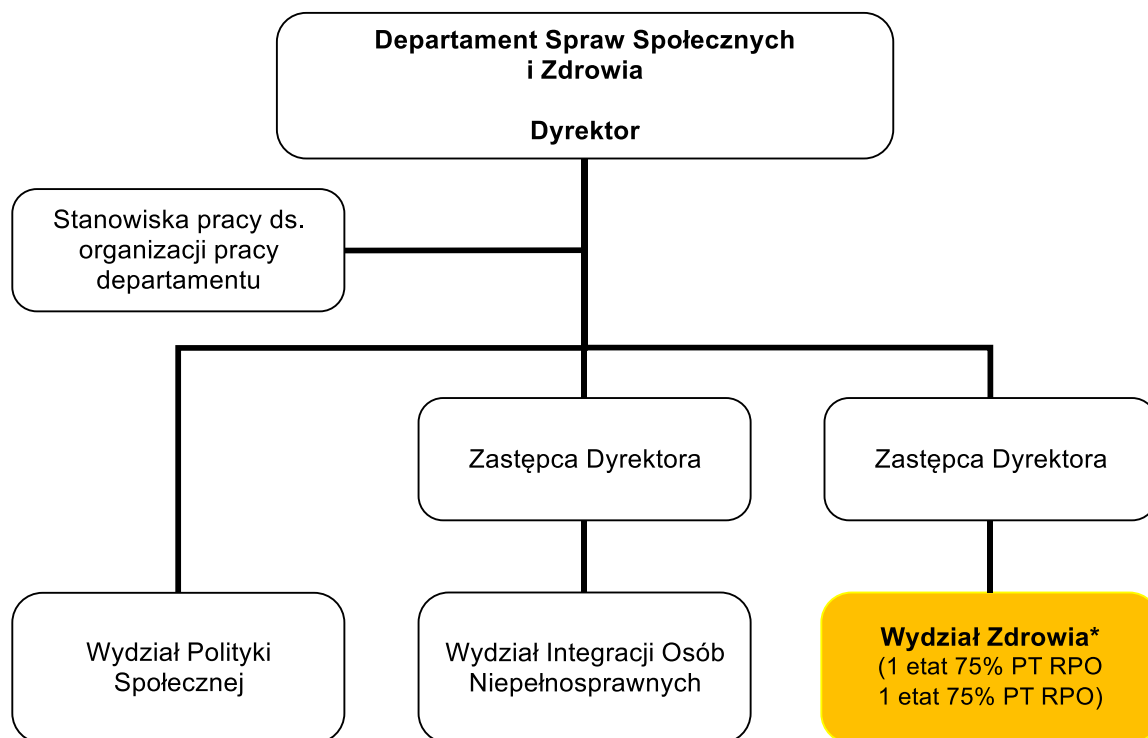 Departament Spraw Społecznych
i Zdrowia
Dyrektor
Stanowiska pracy ds.
organizacji pracy
departamentu
Zastępca Dyrektora
Zastępca Dyrektora
Wydział Polityki
Społecznej
Wydział Integracji Osób
Niepełnosprawnych
Wydział Zdrowia*
(1 etat 75% PT RPO
1 etat 75% PT RPO)